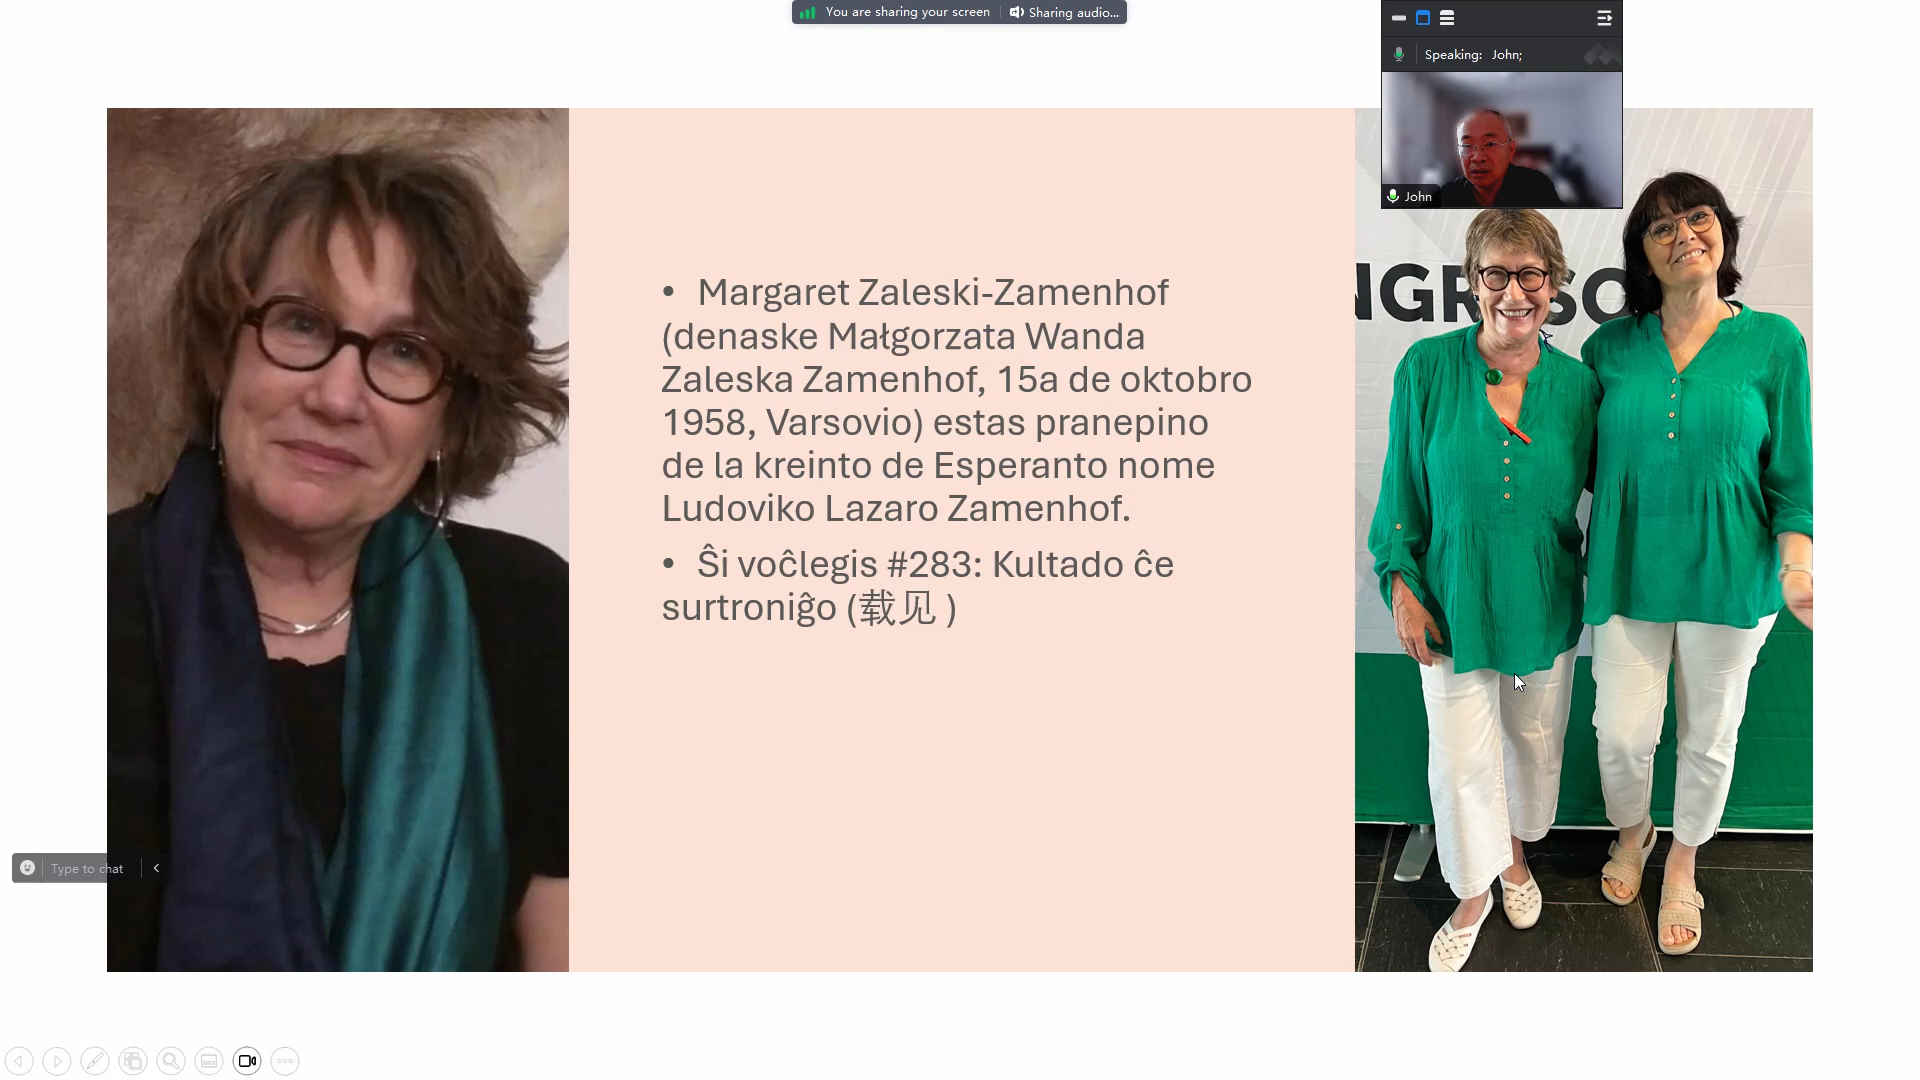 You are sharing your screen
Sharing audio...
Speaking: John;
John
• Margaret Zaleski-Zamenhof
(denaske Małgorzata Wanda
Zaleska Zamenhof, 15a de oktobro
1958, Varsovio) estas pranepino
de la kreinto de Esperanto nome
Ludoviko Lazaro Zamenhof.
• Ŝi voĉlegis #283: Kultado ĉe
surtroniĝo (载见 )
NGR SO
Type to chat